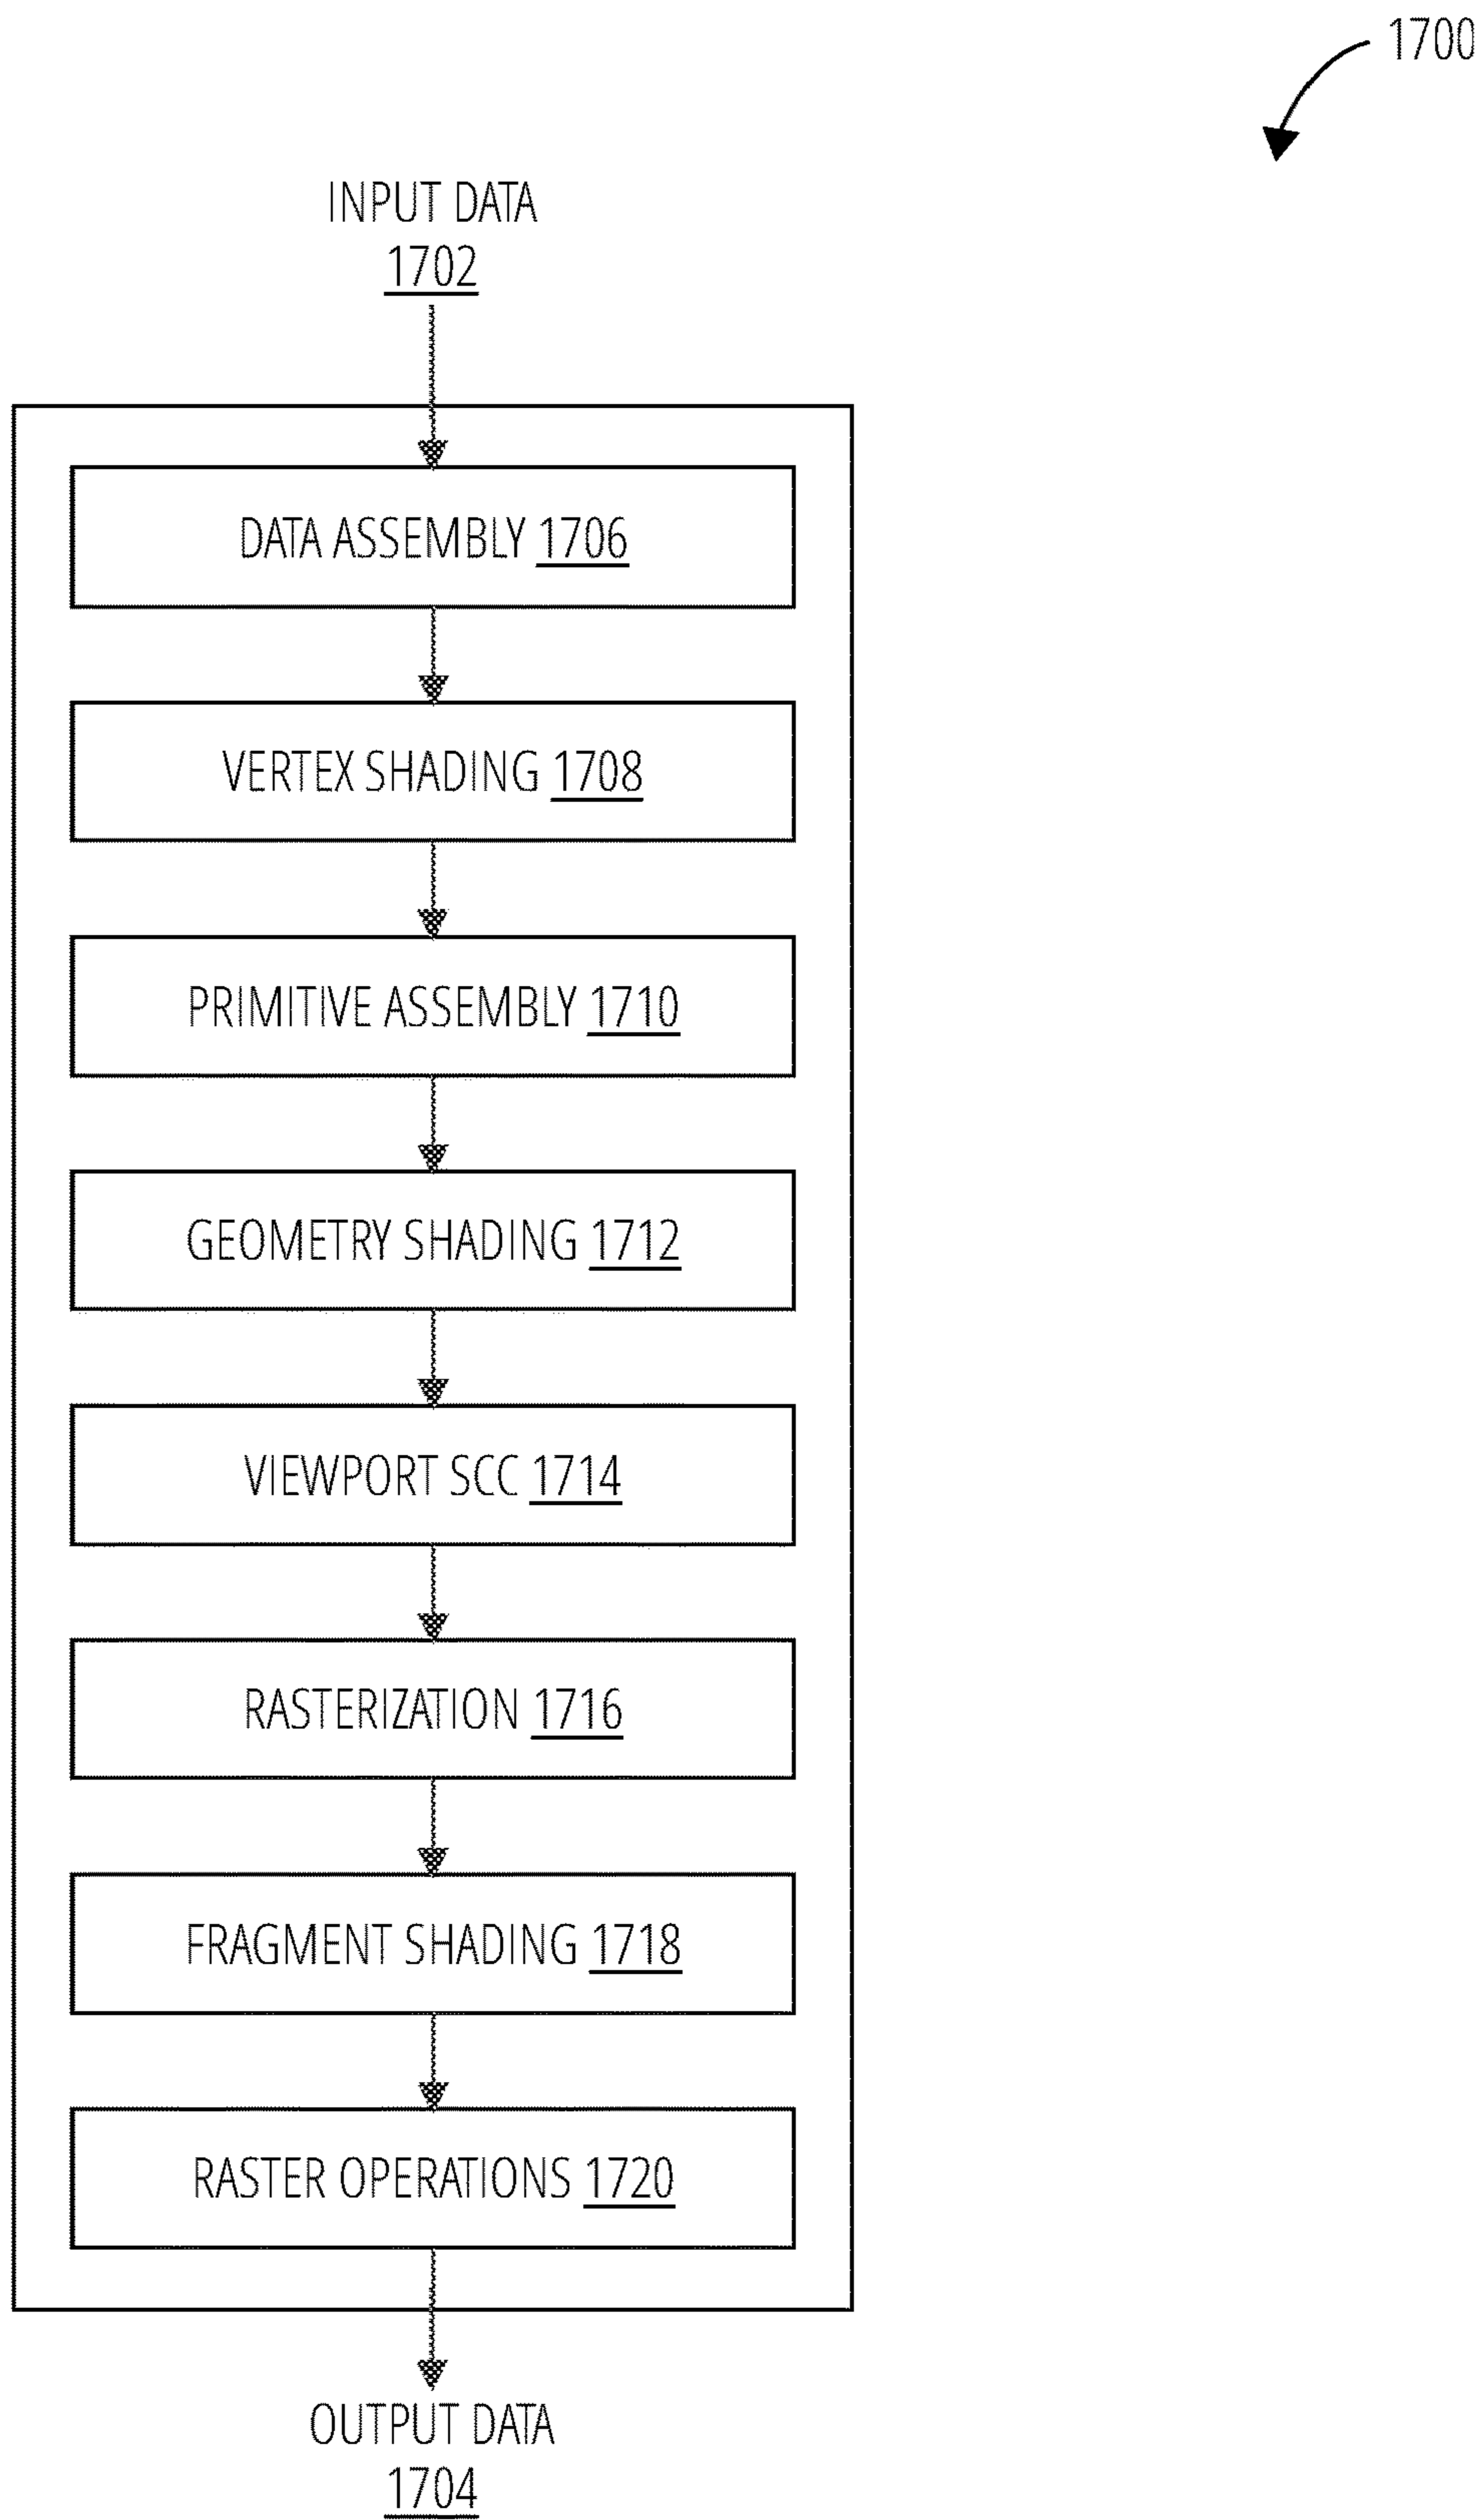 1700
INPUT DATA
1702
DATA ASSEMBLY 1706
VERTEX SHADING 1708
PRIMITIVE ASSEMBLY 1710
GEOMETRY SHADING 1712
VIEWPORT SCC 1714
RASTERIZATION 1716
FRAGMENT SHADING 1718
RASTER OPERATIONS 1720
OUTPUT DATA
1704